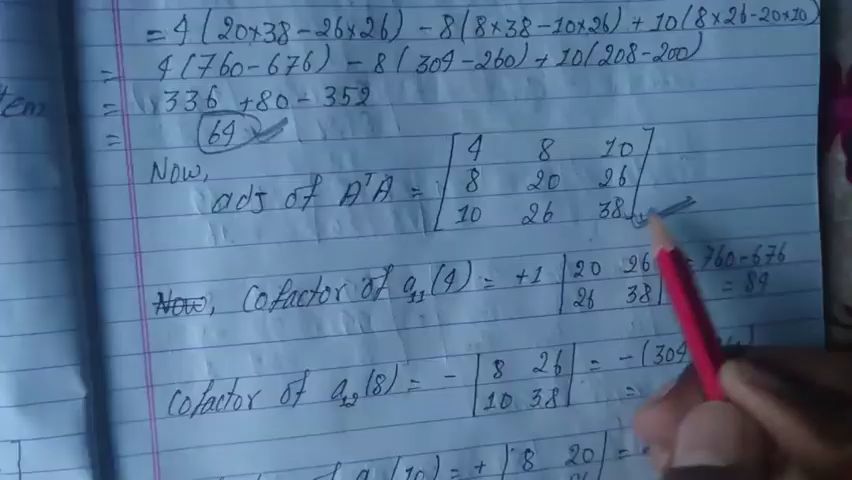 = 4(20×38-26×26) - 8(8×38-10×26) + 10(8×26-20×10)
= 4(760-676) - 8(304-260) + 10(208-200)
= 336 + 80 - 352
= 64
Now,
adj of AᵀA = [4 8 10
8 20 26
10 26 38]
Now, cofactor of a₁₁(4) = +1 |20 26
26 38| = 760-676
= 84
cofactor of a₁₂(8) = - |8 26
10 38| = -(304
=
(10) = + |8 20| =